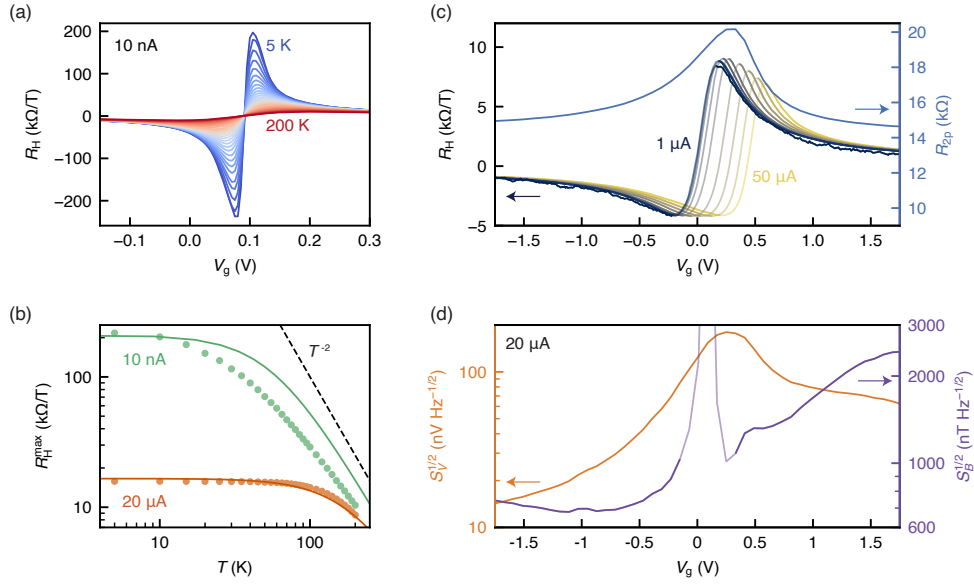 (a)
10 nA
5 K
200 K
R_H (kΩ/T)
200
100
0
−100
−200
−0.1 0.0 0.1 0.2 0.3
V_g (V)
(c)
1 μA
50 μA
R_H (kΩ/T)
10
5
0
−5
20
18
16
14
12
10
R_2p (kΩ)
−1.5 −1.0 −0.5 0.0 0.5 1.0 1.5
V_g (V)
(b)
10 nA
T^-2
20 μA
R_H^max (kΩ/T)
100
10
10 100
T (K)
(d)
20 μA
S_V^1/2 (nV Hz^−1/2)
100
10
3000
2000
1000
600
S_B^1/2 (nT Hz^−1/2)
-1.5 -1 -0.5 0 0.5 1 1.5
V_g (V)